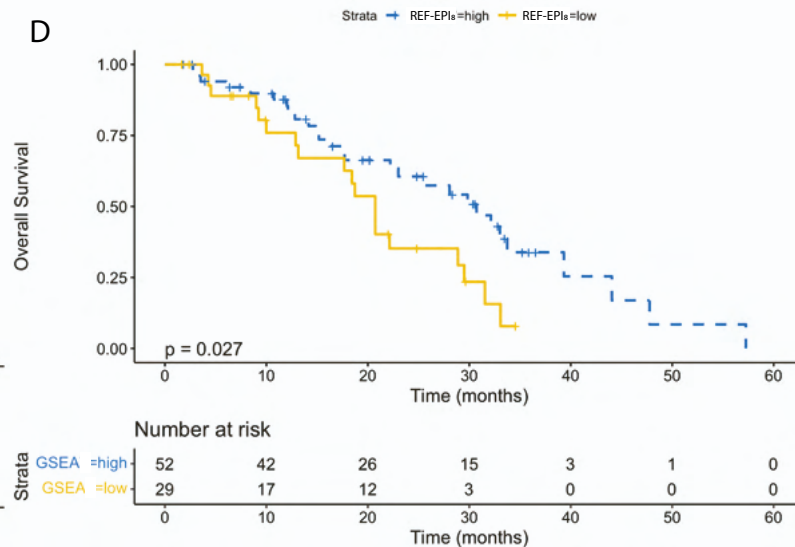 D
Strata REF-EPI₈=high REF-EPI₈=low
Overall Survival
1.00
0.75
0.50
0.25
0.00
p = 0.027
0 10 20 30 40 50 60
Time (months)
Number at risk
Strata
GSEA =high 52 42 26 15 3 1 0
GSEA =low 29 17 12 3 0 0 0
0 10 20 30 40 50 60
Time (months)